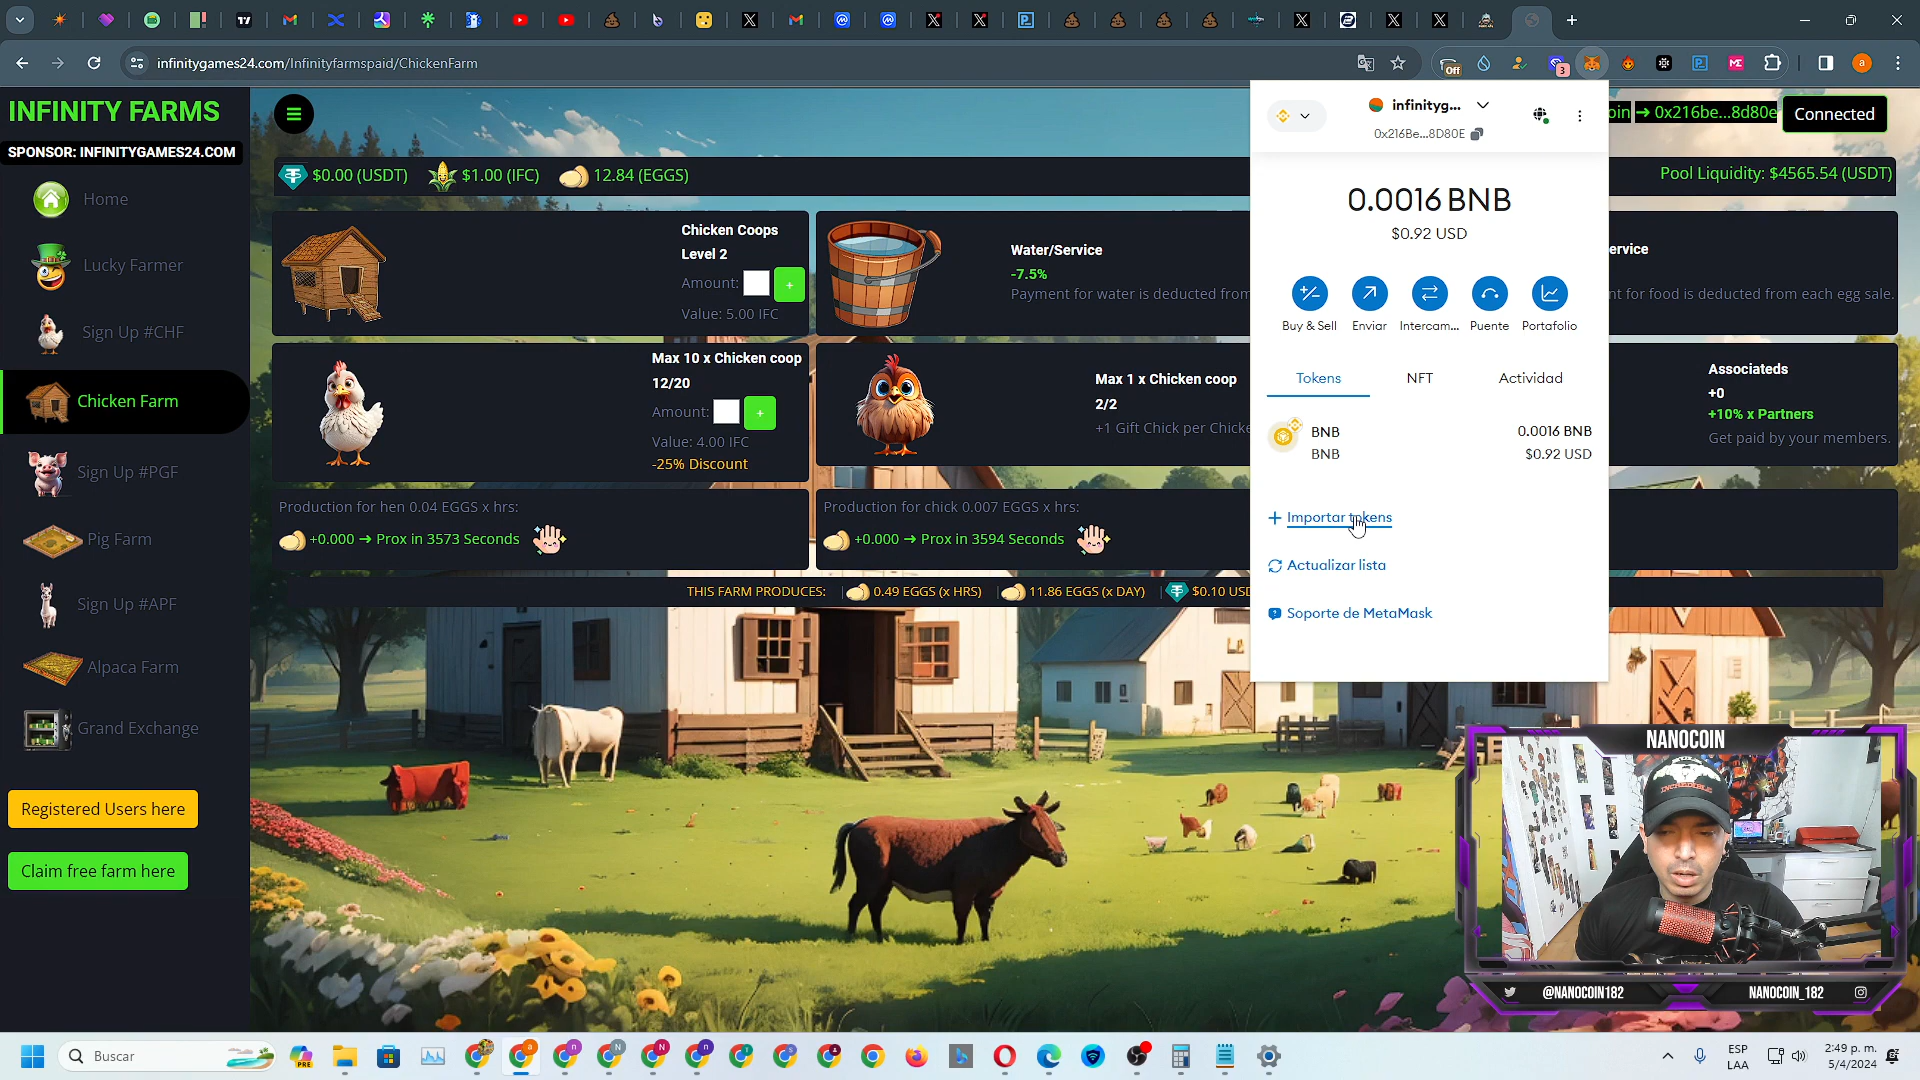 infinitygames24.com/Infinityfarmspaid/ChickenFarm
Off
3
a
INFINITY FARMS
SPONSOR: INFINITYGAMES24.COM
Home
Lucky Farmer
Sign Up #CHF
Chicken Farm
Sign Up #PGF
Pig Farm
Sign Up #APF
Alpaca Farm
Grand Exchange
Registered Users here
Claim free farm here
$0.00 (USDT)
$1.00 (IFC)
12.84 (EGGS)
oin
→ 0x216be...8d80e
Connected
Pool Liquidity: $4565.54 (USDT)
Chicken Coops
Level 2
Amount:
+
Value: 5.00 IFC
Water/Service
-7.5%
Payment for water is deducted from
ervice
nt for food is deducted from each egg sale.
Max 10 x Chicken coop
12/20
Amount:
+
Value: 4.00 IFC
-25% Discount
Max 1 x Chicken coop
2/2
+1 Gift Chick per Chicke
Associateds
+0
+10% x Partners
Get paid by your members.
Production for hen 0.04 EGGS x hrs:
+0.000 → Prox in 3573 Seconds
Production for chick 0.007 EGGS x hrs:
+0.000 → Prox in 3594 Seconds
THIS FARM PRODUCES:
0.49 EGGS (x HRS)
11.86 EGGS (x DAY)
$0.10 USD
infinityg...
0x216Be...8D80E
0.0016 BNB
$0.92 USD
Buy & Sell
Enviar
Intercam...
Puente
Portafolio
Tokens
NFT
Actividad
BNB
0.0016 BNB
BNB
$0.92 USD
+ Importar tokens
Actualizar lista
Soporte de MetaMask
NANOCOIN
INCREDIBLE
@NANOCOIN182
NANOCOIN_182
Buscar
PRE
ESP
LAA
2:49 p. m.
5/4/2024